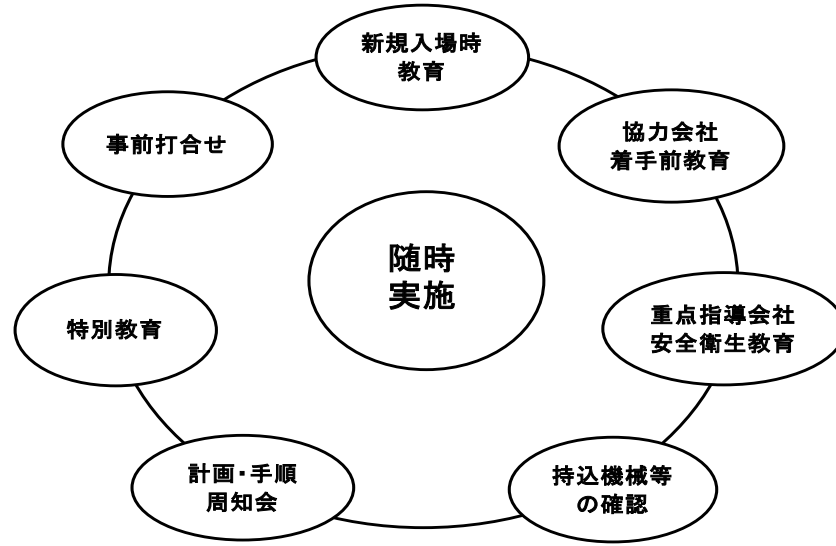 新規入場時
教育
協力会社
着手前教育
重点指導会社
安全衛生教育
持込機械等
の確認
計画・手順
周知会
特別教育
事前打合せ
随時
実施